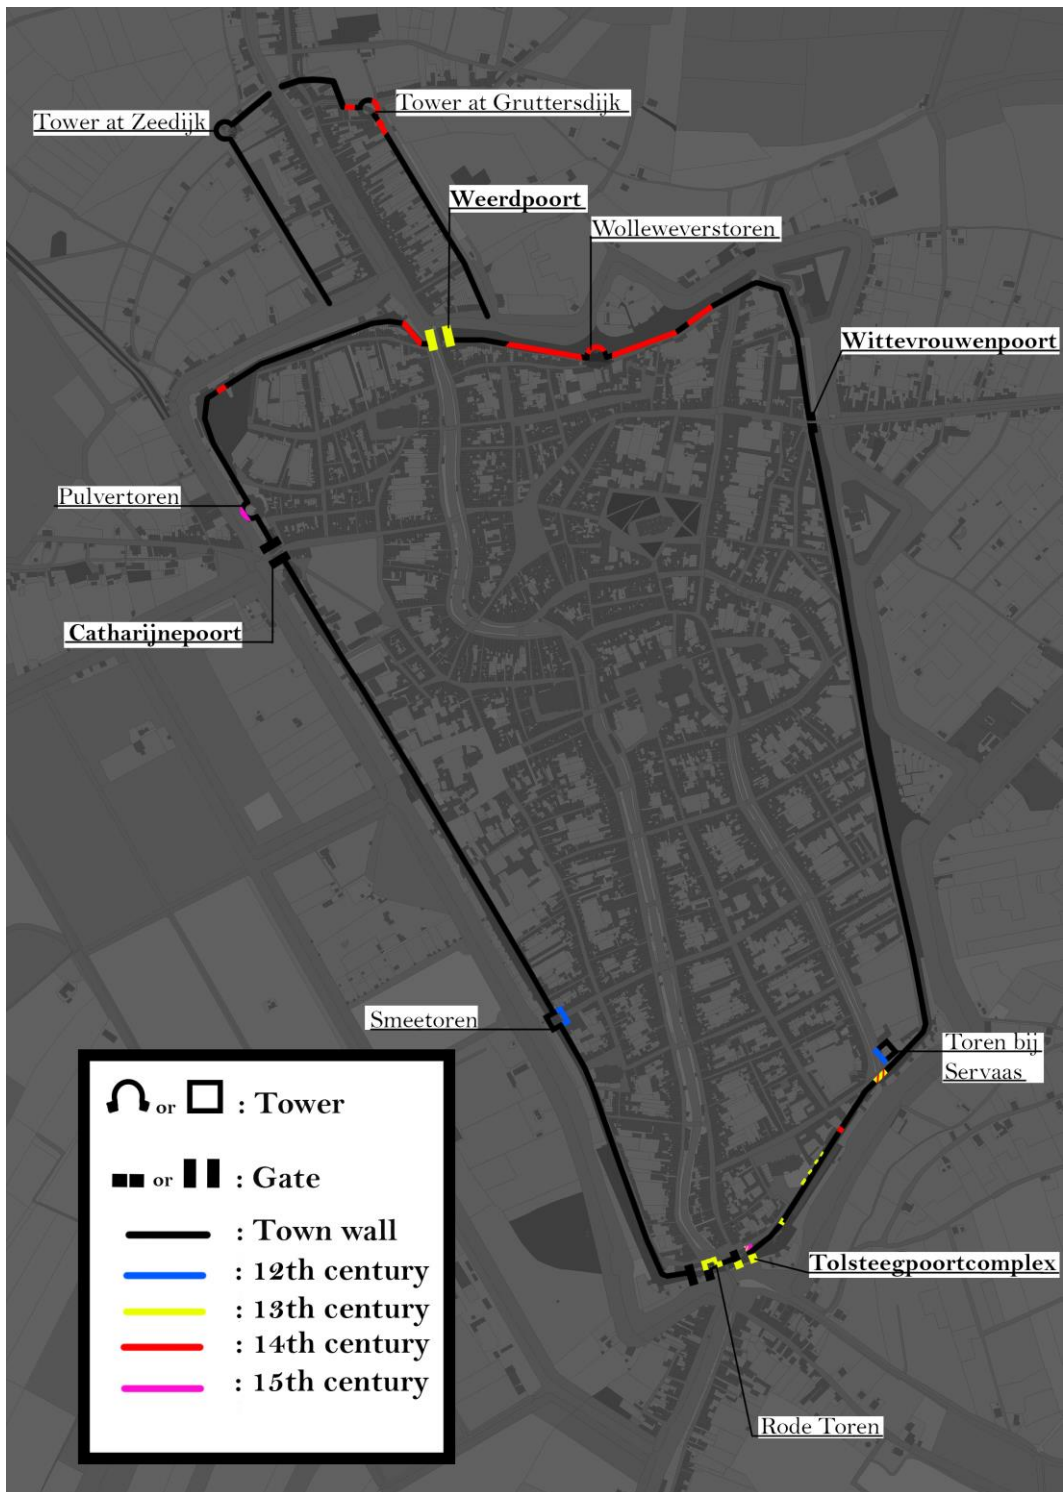 Tower at Zeedijk
Tower at Gruttersdijk
Weerdpoort
Wolleweverstoren
Wittevrouwenpoort
Pulvertoren
Catharijnepoort
Smeetoren
Toren bij
Servaas
Tolsteegpoortcomplex
Rode Toren
or : Tower
or : Gate
: Town wall
: 12th century
: 13th century
: 14th century
: 15th century